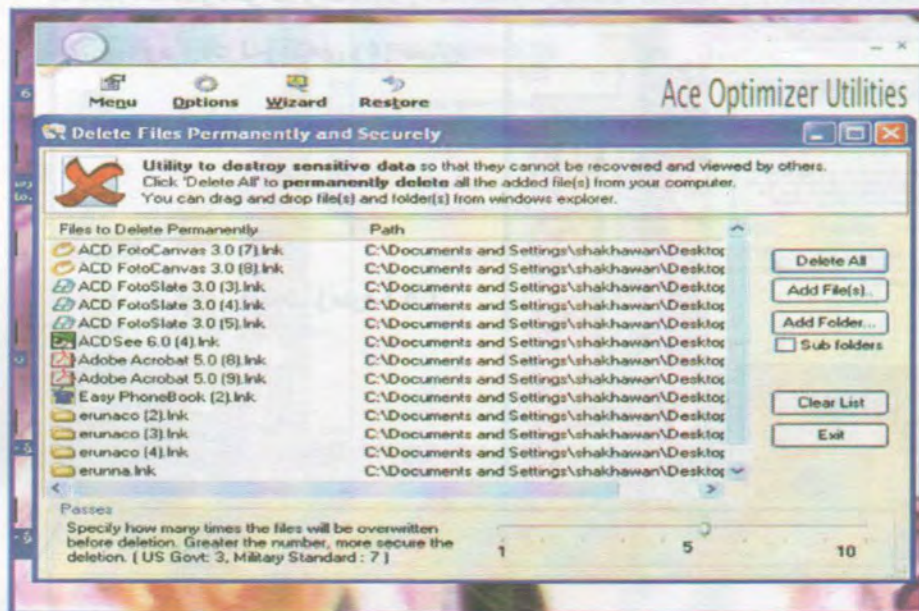 Menu Options Wizard Restore
Ace Optimizer Utilities
Delete Files Permanently and Securely
Utility to destroy sensitive data so that they cannot be recovered and viewed by others.
Click 'Delete All' to permanently delete all the added file(s) from your computer.
You can drag and drop file(s) and folder(s) from windows explorer.
Files to Delete Permanently Path
ACD FotoCanvas 3.0 (7).lnk C:\Documents and Settings\shakhawan\Desktop
ACD FotoCanvas 3.0 (8).lnk C:\Documents and Settings\shakhawan\Desktop
ACD FotoSlate 3.0 (3).lnk C:\Documents and Settings\shakhawan\Desktop
ACD FotoSlate 3.0 (4).lnk C:\Documents and Settings\shakhawan\Desktop
ACD FotoSlate 3.0 (5).lnk C:\Documents and Settings\shakhawan\Desktop
ACDSee 6.0 (4).lnk C:\Documents and Settings\shakhawan\Desktop
Adobe Acrobat 5.0 (8).lnk C:\Documents and Settings\shakhawan\Desktop
Adobe Acrobat 5.0 (9).lnk C:\Documents and Settings\shakhawan\Desktop
Easy PhoneBook (2).lnk C:\Documents and Settings\shakhawan\Desktop
erunaco (2).lnk C:\Documents and Settings\shakhawan\Desktop
erunaco (3).lnk C:\Documents and Settings\shakhawan\Desktop
erunaco (4).lnk C:\Documents and Settings\shakhawan\Desktop
erunna.lnk C:\Documents and Settings\shakhawan\Desktop
Delete All
Add File(s)..
Add Folder...
Sub folders
Clear List
Exit
Passes
Specify how many times the files will be overwritten
before deletion. Greater the number, more secure the
deletion. ( US Govt: 3, Military Standard : 7 )
1 5 10